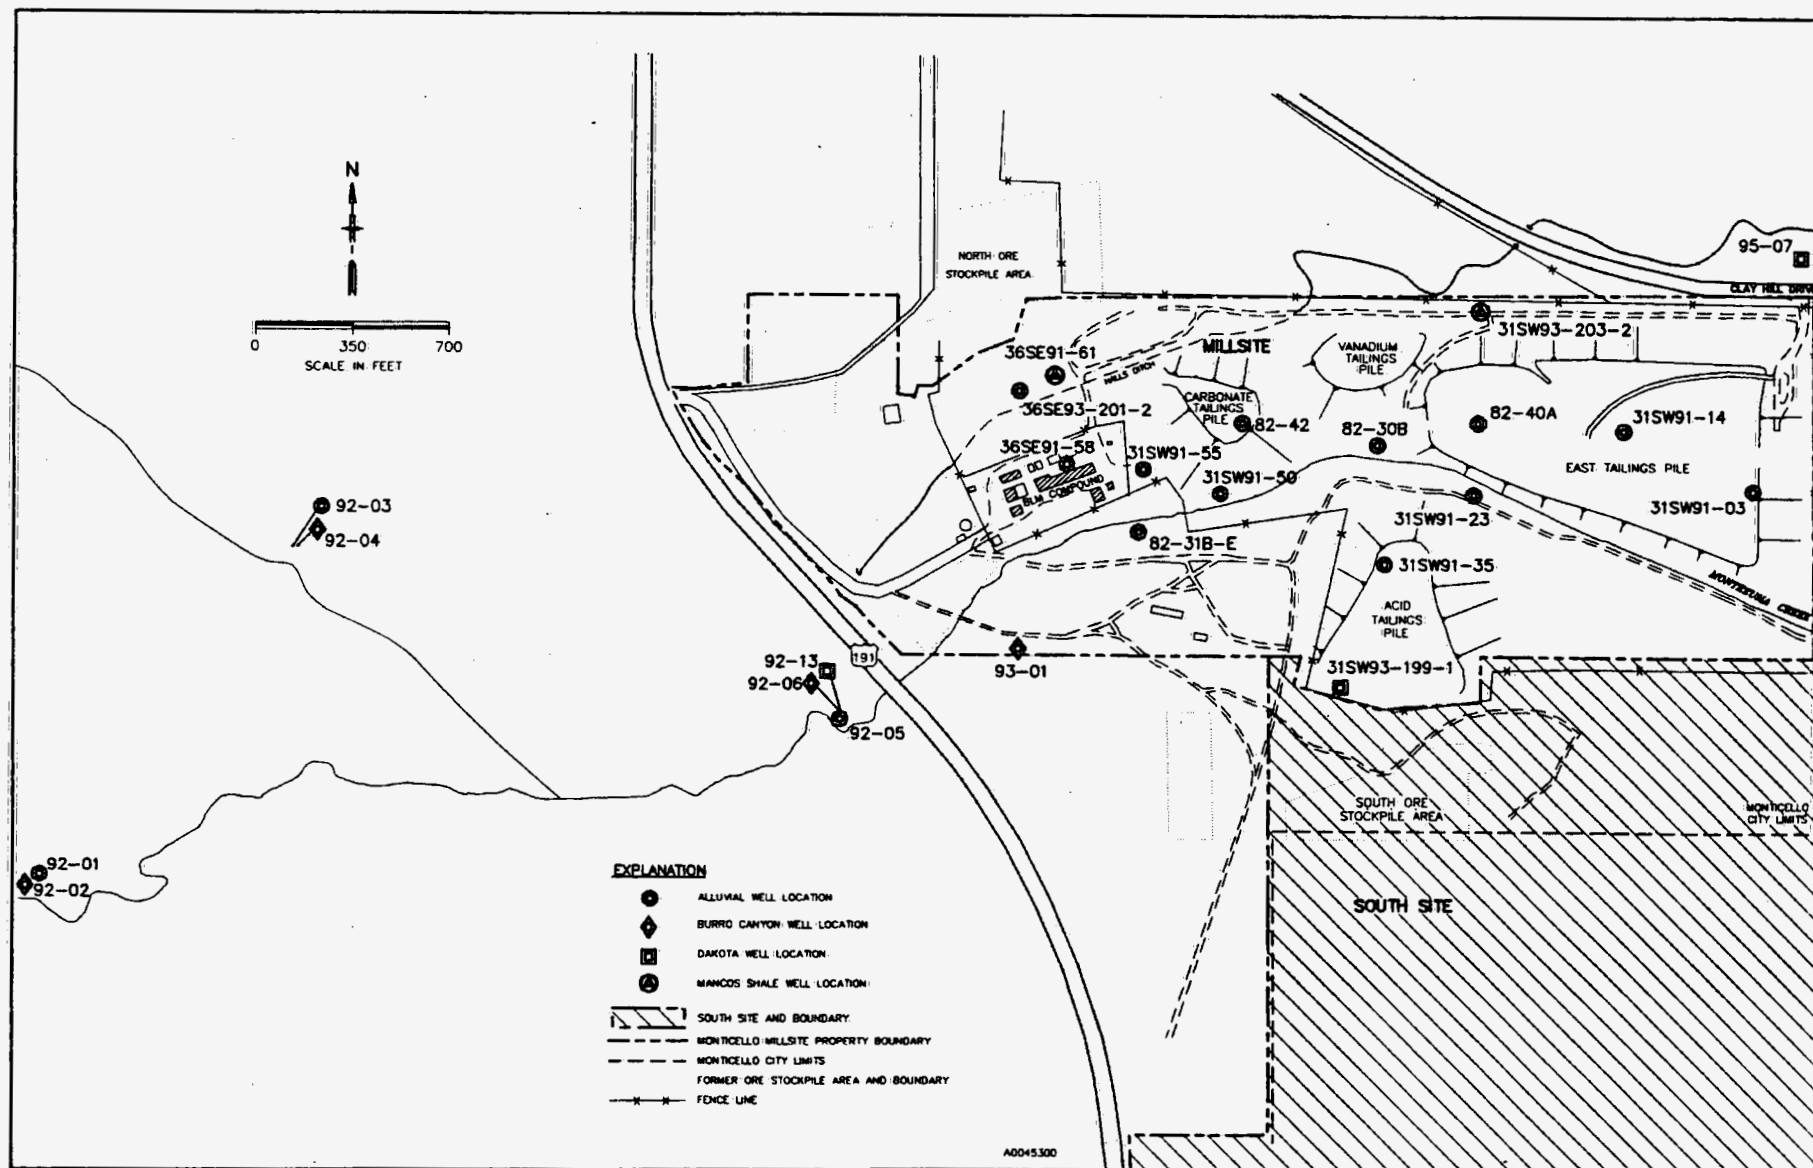 N
0 350 700
SCALE IN FEET
NORTH ORE
STOCKPILE AREA
95-07
CLAY HILL DRIVE
31SW93-203-2
MILLSITE
VANADIUM
TAILINGS
PILE
36SE91-61
HALLS DITCH
36SE93-201-2
CARBONATE
TAILINGS
PILE
82-42
82-30B
82-40A
31SW91-14
EAST TAILINGS PILE
36SE91-58
31SW91-55
31SW91-50
BLM COMPOUND
31SW91-03
31SW91-23
82-31B-E
31SW91-35
MONTEZUMA CREEK
ACID
TAILINGS
PILE
92-03
92-04
191
92-13
92-06
92-05
93-01
31SW93-199-1
SOUTH ORE
STOCKPILE AREA
MONTICELLO
CITY LIMITS
SOUTH SITE
92-01
92-02
EXPLANATION
ALLUVIAL WELL LOCATION
BURRO CANYON WELL LOCATION
DAKOTA WELL LOCATION
MANCOS SHALE WELL LOCATION
SOUTH SITE AND BOUNDARY
MONTICELLO MILLSITE PROPERTY BOUNDARY
MONTICELLO CITY LIMITS
FORMER ORE STOCKPILE AREA AND BOUNDARY
FENCE LINE
A0045300